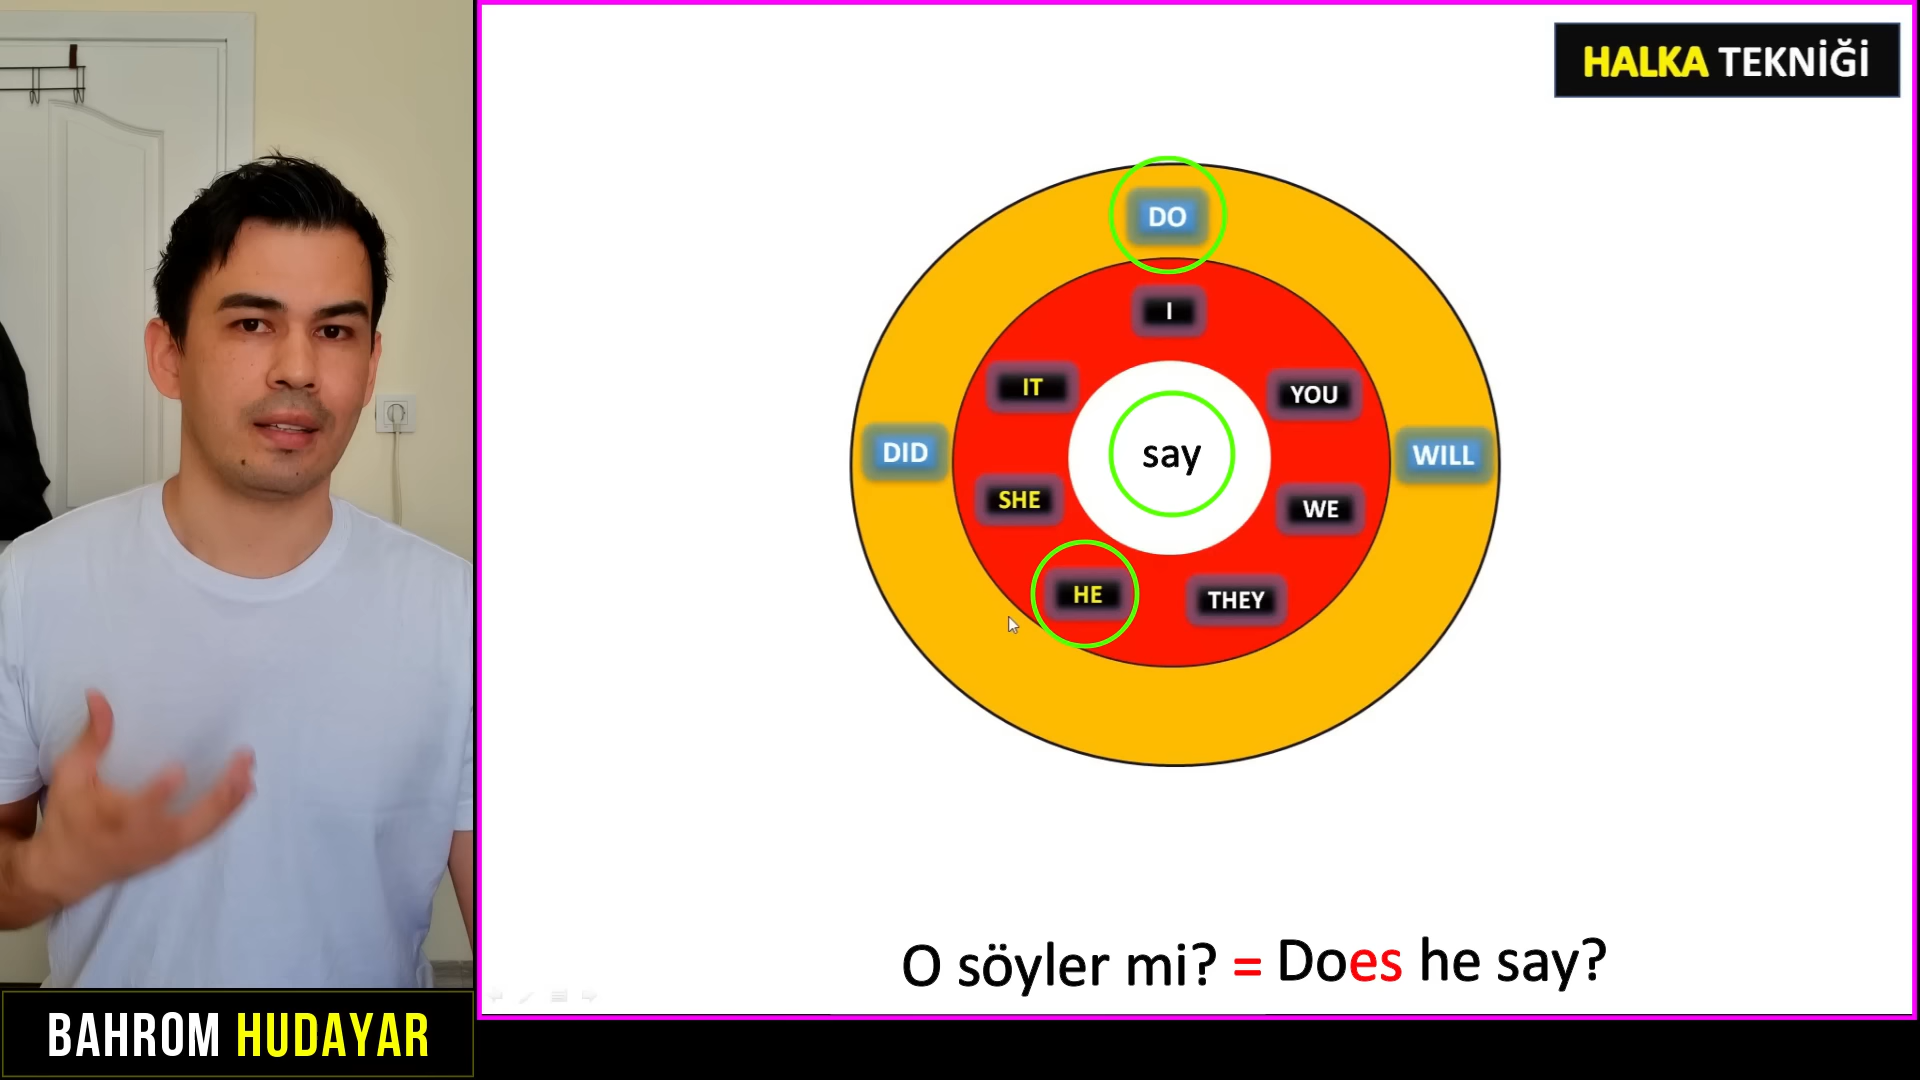 HALKA TEKNİĞİ
DO
I
IT
YOU
DID
say
WILL
SHE
WE
HE
THEY
O söyler mi? = Does he say?
BAHROM HUDAYAR